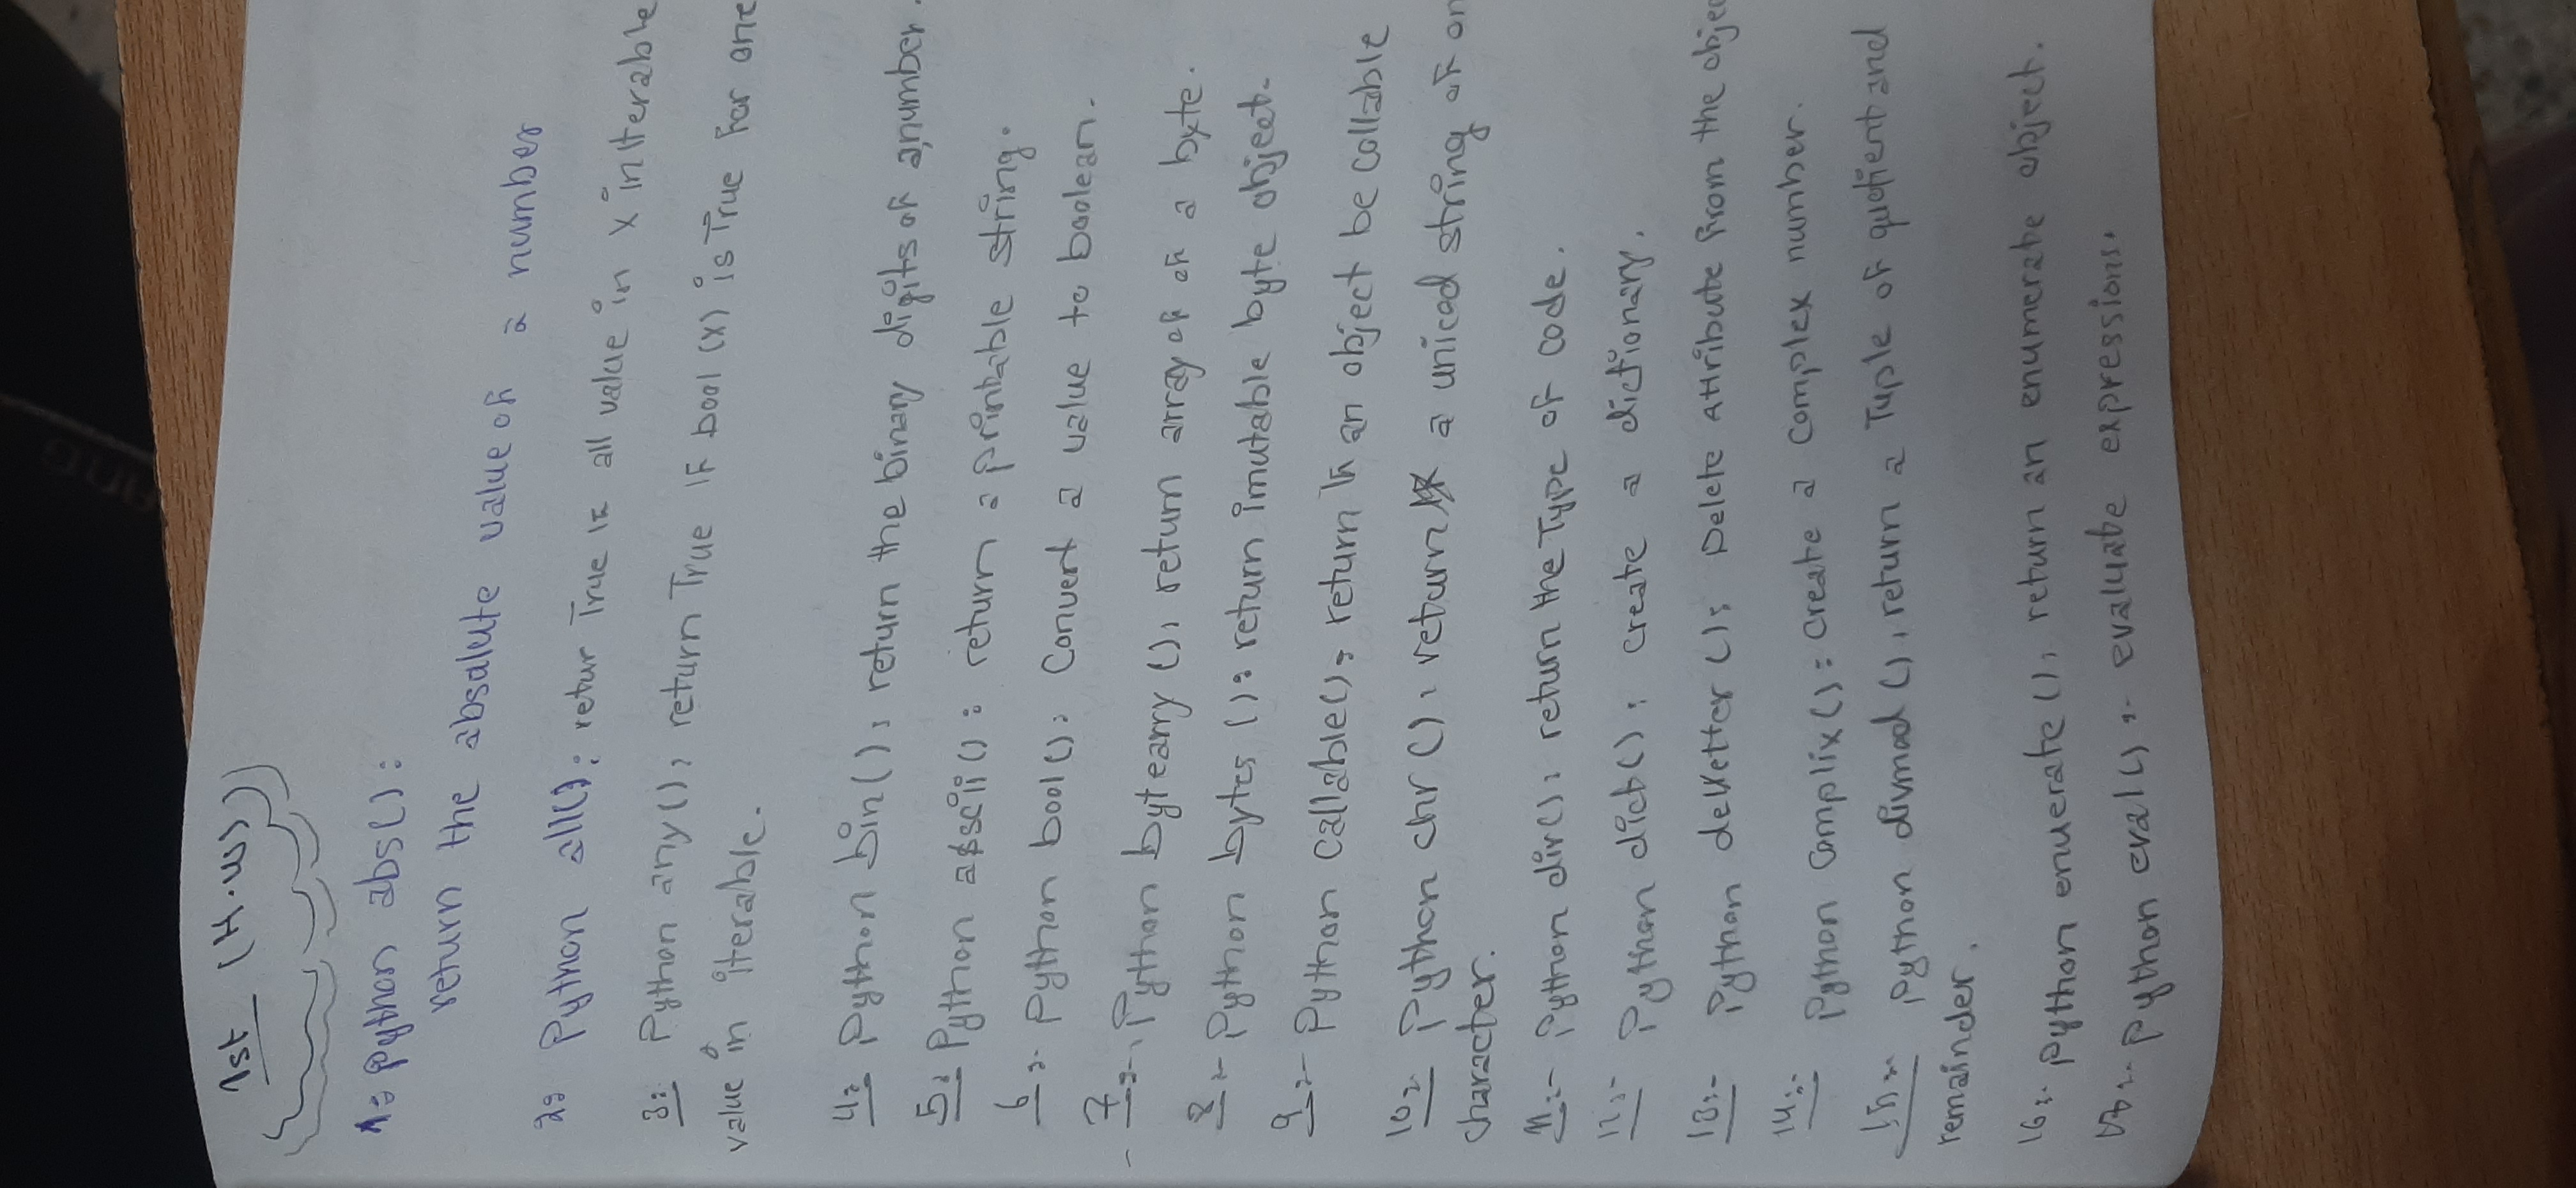 1st (H.W)
1: Python abs():
return the absalute value of a number
2: Python all(): retur True if all value in x in iterable
3: Python any(): return True if bool (x) is True for one
value in iterable.
4: Python bin(): return the binary digits of a number.
5: Python ascii(): return a printable string.
6:- Python bool(): Convert a value to boolean.
7:- Python bytearry (): return array of of a byte.
8:- Python bytes (): return imutable byte object.
9:- Python callable(): return if an object be collable
10:- Python chr (): return a unicod string of on
character.
11:- Python dir(): return the Type of code.
12:- Python dict(): create a dictionary.
13:- Python Delete Attribute from the objec
14:- Python Complix(): Create a complex number.
15:- Python divmod (): return a Tuple of quotient and
remainder.
16:- Python enuerate (): return an enumerate object.
17:- Python eval() :- evaluate expressions.